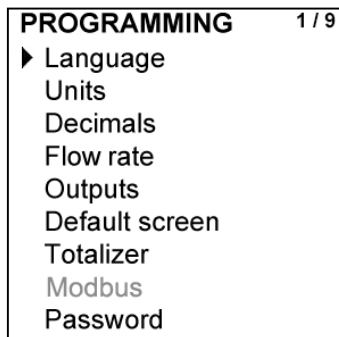 PROGRAMMING 1 / 9
Language
Units
Decimals
Flow rate
Outputs
Default screen
Totalizer
Modbus
Password